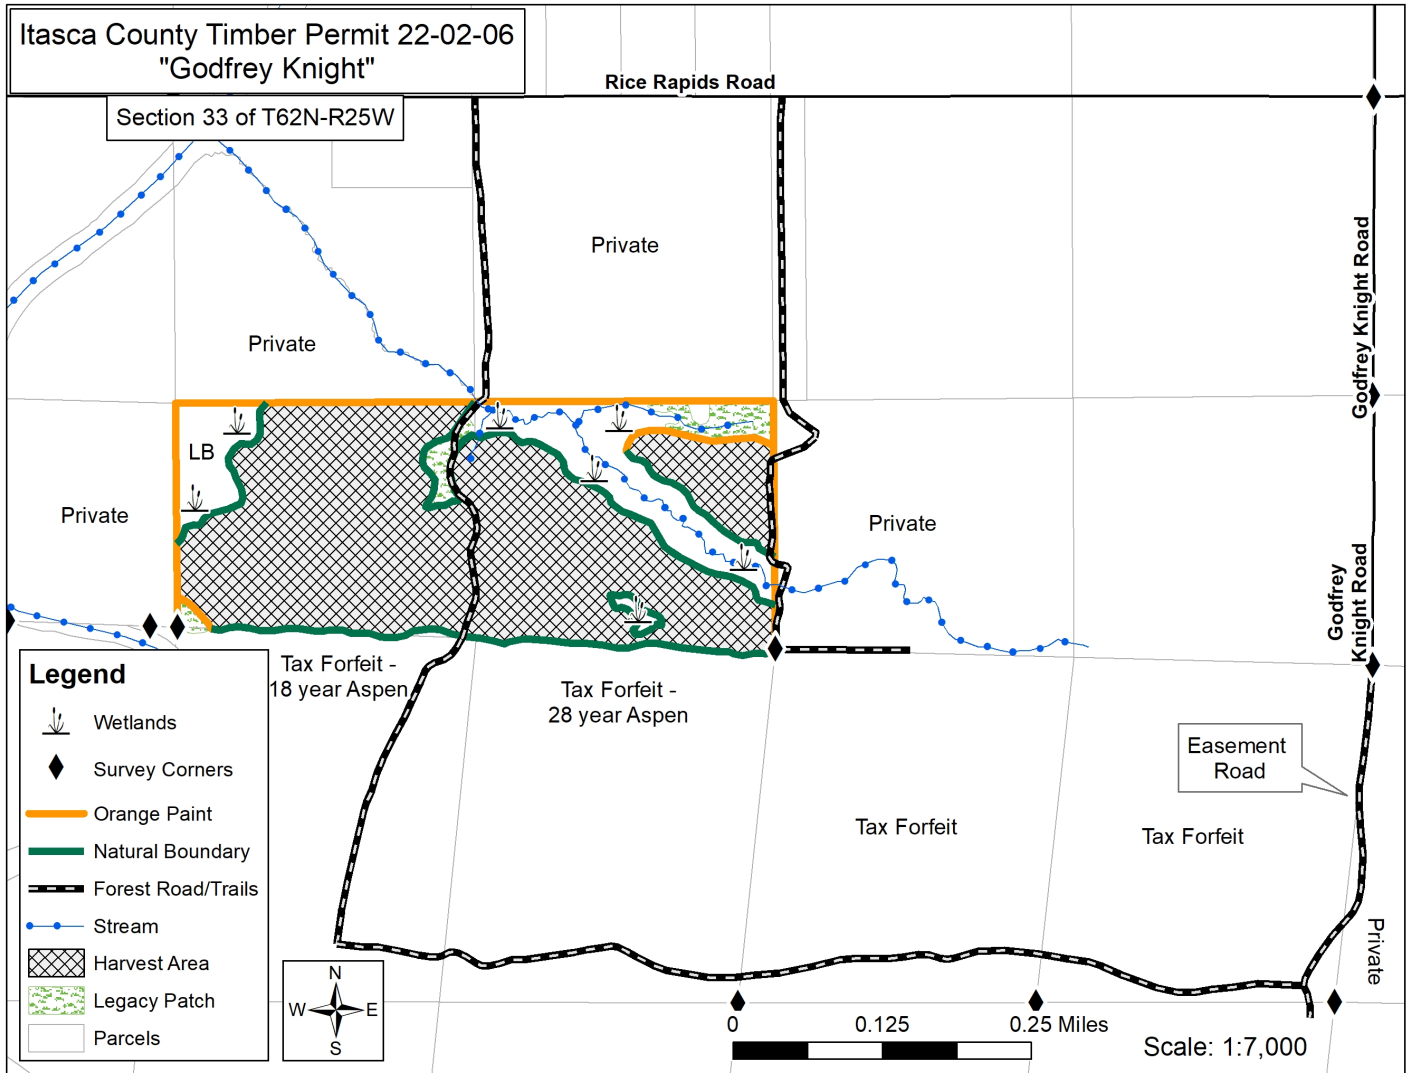 Itasca County Timber Permit 22-02-06
"Godfrey Knight"
Section 33 of T62N-R25W
Rice Rapids Road
Private
Godfrey Knight Road
Private
LB
Private
Private
Godfrey
Knight Road
Tax Forfeit -
18 year Aspen
Tax Forfeit -
28 year Aspen
Easement
Road
Tax Forfeit
Tax Forfeit
Private
Legend
Wetlands
Survey Corners
Orange Paint
Natural Boundary
Forest Road/Trails
Stream
Harvest Area
Legacy Patch
Parcels
N
W E
S
0 0.125 0.25 Miles
Scale: 1:7,000